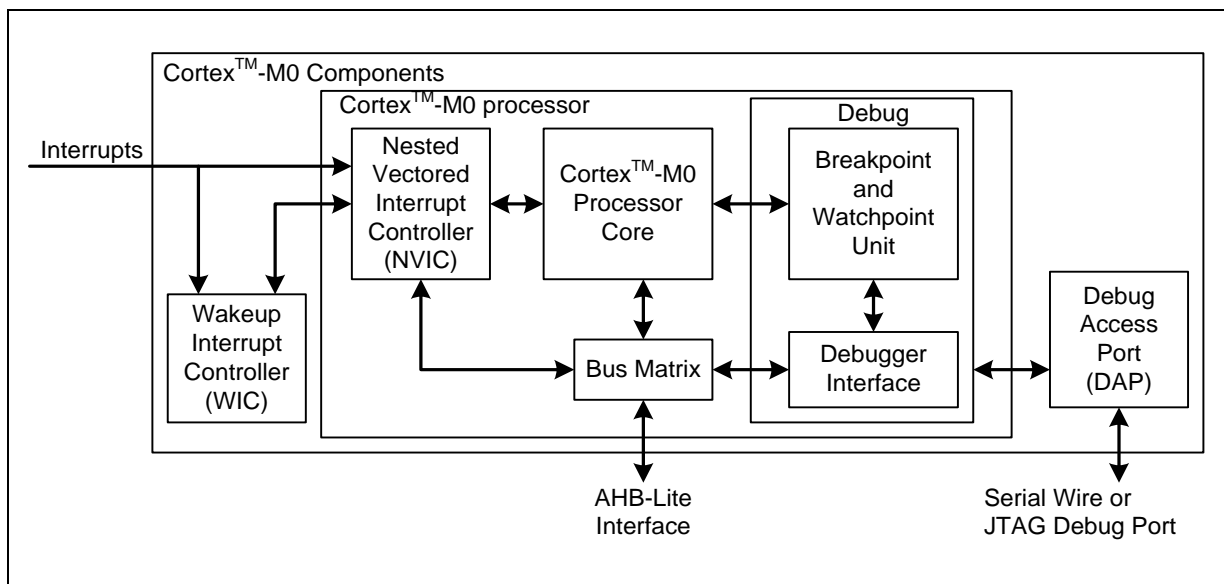 Cortex™-M0 Components
Cortex™-M0 processor
Debug
Interrupts
Nested
Vectored
Interrupt
Controller
(NVIC)
Cortex™-M0
Processor
Core
Breakpoint
and
Watchpoint
Unit
Wakeup
Interrupt
Controller
(WIC)
Bus Matrix
Debugger
Interface
Debug
Access
Port
(DAP)
AHB-Lite
Interface
Serial Wire or
JTAG Debug Port